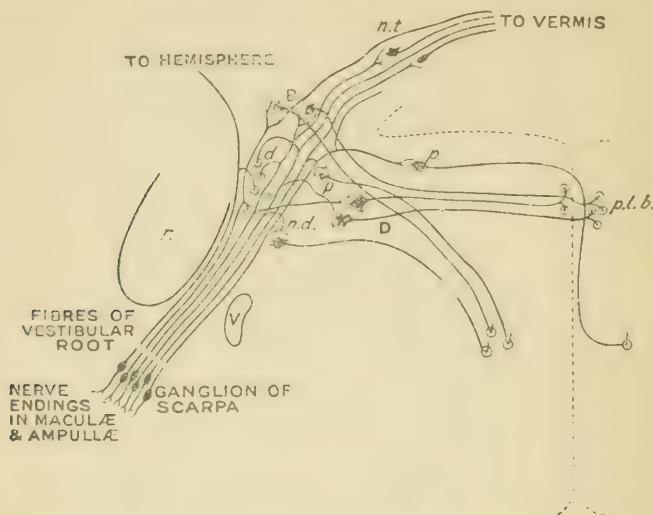 n.t
TO VERMIS
TO HEMISPHERE
B
d
p.
p
p.l.b.
r.
n.d.
D
FIBRES OF
VESTIBULAR
ROOT
V
NERVE
ENDINGS
IN MACULÆ
& AMPULLÆ
GANGLION OF
SCARPA